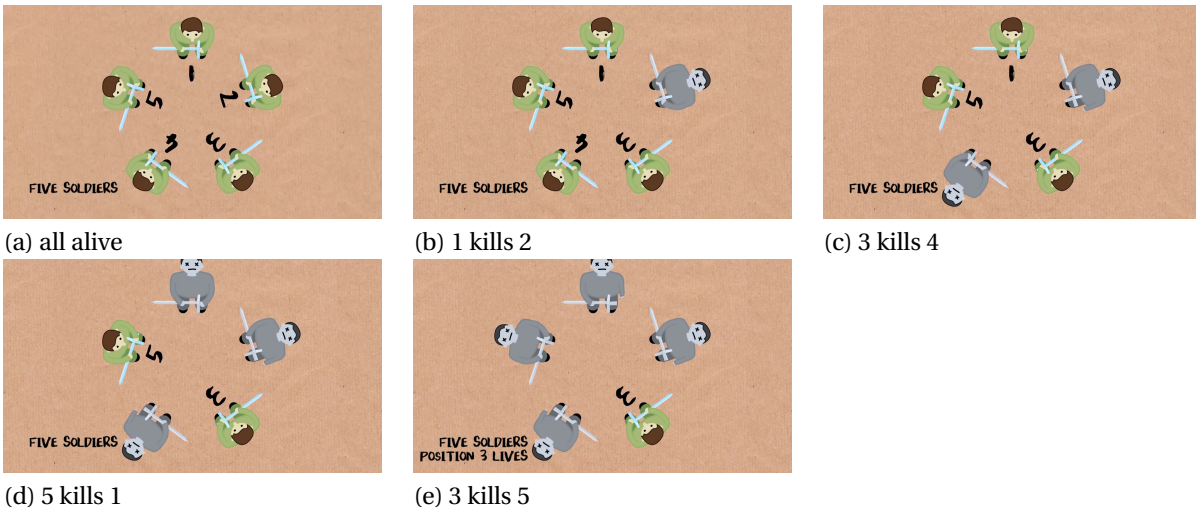 1
5
2
4
3
FIVE SOLDIERS
(a) all alive
1
5
4
3
FIVE SOLDIERS
(b) 1 kills 2
1
5
3
FIVE SOLDIERS
(c) 3 kills 4
5
3
FIVE SOLDIERS
(d) 5 kills 1
3
FIVE SOLDIERS
POSITION 3 LIVES
(e) 3 kills 5